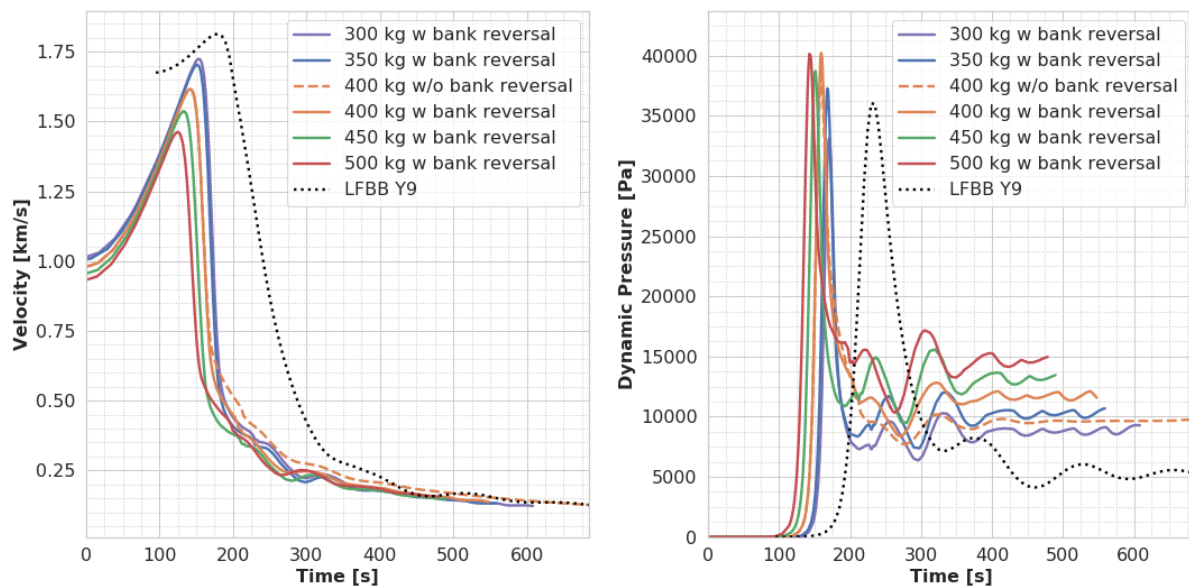 1.75
1.50
1.25
1.00
0.75
0.50
0.25
Velocity [km/s]
0 100 200 300 400 500 600
Time [s]
300 kg w bank reversal
350 kg w bank reversal
400 kg w/o bank reversal
400 kg w bank reversal
450 kg w bank reversal
500 kg w bank reversal
LFBB Y9
40000
35000
30000
25000
20000
15000
10000
5000
0
Dynamic Pressure [Pa]
0 100 200 300 400 500 600
Time [s]
300 kg w bank reversal
350 kg w bank reversal
400 kg w/o bank reversal
400 kg w bank reversal
450 kg w bank reversal
500 kg w bank reversal
LFBB Y9